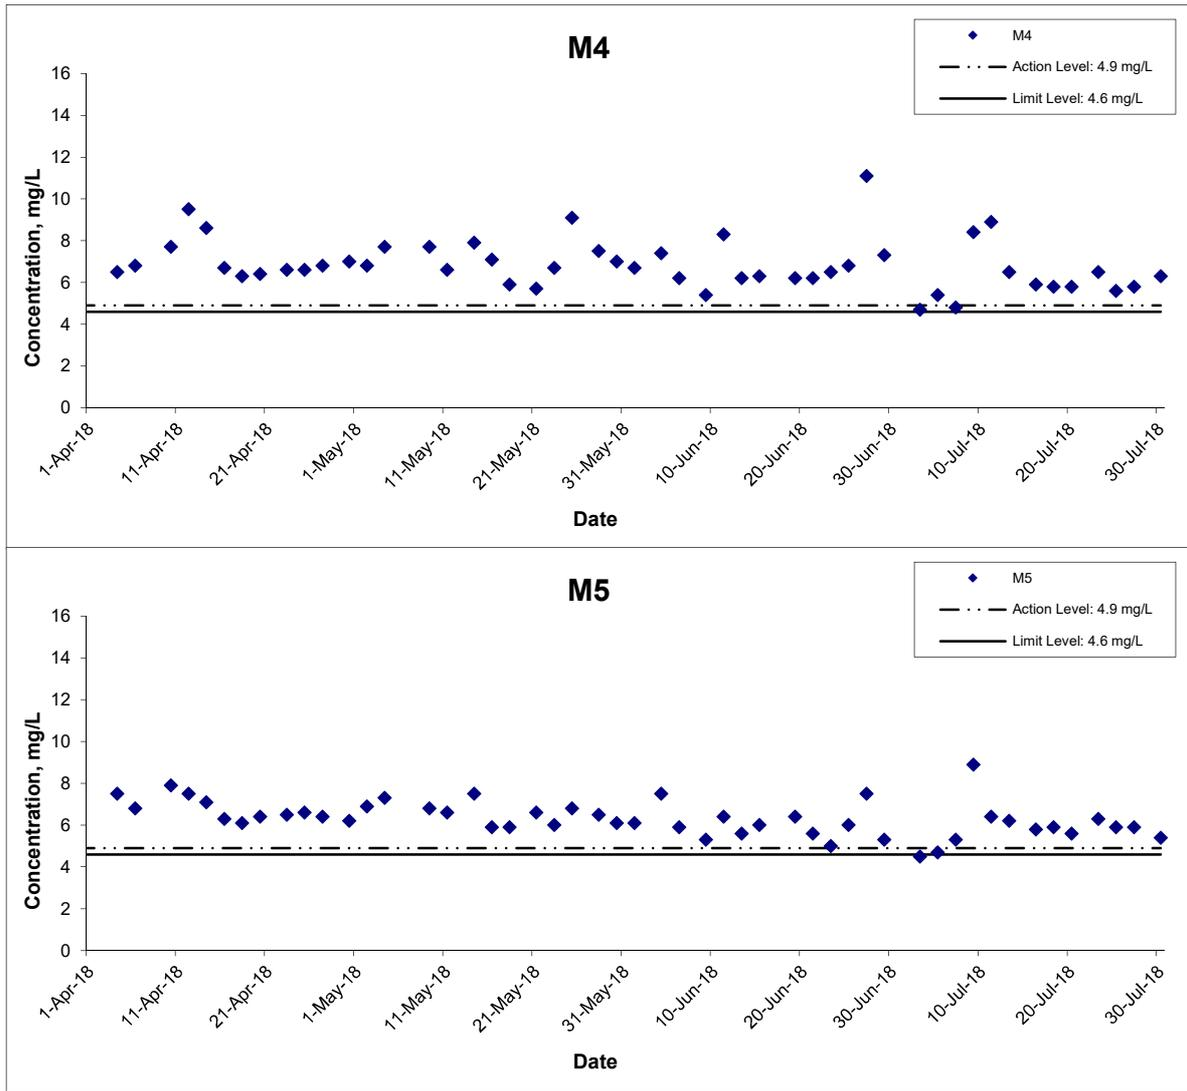 M4
M4
Action Level: 4.9 mg/L
Limit Level: 4.6 mg/L
Concentration, mg/L
16
14
12
10
8
6
4
2
0
1-Apr-18
11-Apr-18
21-Apr-18
1-May-18
11-May-18
21-May-18
31-May-18
10-Jun-18
20-Jun-18
30-Jun-18
10-Jul-18
20-Jul-18
30-Jul-18
Date
M5
M5
Action Level: 4.9 mg/L
Limit Level: 4.6 mg/L
Concentration, mg/L
16
14
12
10
8
6
4
2
0
1-Apr-18
11-Apr-18
21-Apr-18
1-May-18
11-May-18
21-May-18
31-May-18
10-Jun-18
20-Jun-18
30-Jun-18
10-Jul-18
20-Jul-18
30-Jul-18
Date